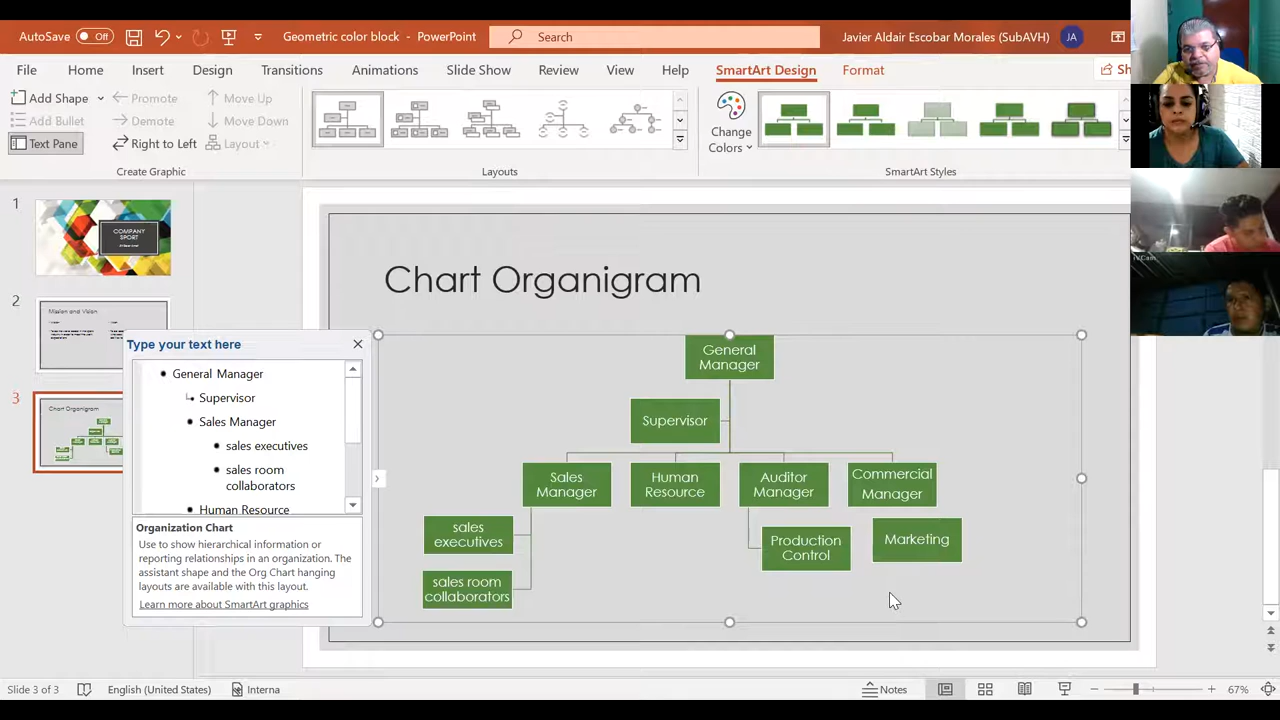 AutoSave Off
Geometric color block - PowerPoint
Search
Javier Aldair Escobar Morales (SubAVH)
JA
File Home Insert Design Transitions Animations Slide Show Review View Help SmartArt Design Format Sh
Add Shape Promote Move Up
Add Bullet Demote Move Down
Text Pane Right to Left Layout
Create Graphic
Layouts
Change
Colors
SmartArt Styles
1
COMPANY
SPORT
2
Mission and Vision
3
Chart Organigram
Type your text here
General Manager
Supervisor
Sales Manager
sales executives
sales room
collaborators
Human Resource
Organization Chart
Use to show hierarchical information or
reporting relationships in an organization. The
assistant shape and the Org Chart hanging
layouts are available with this layout.
Learn more about SmartArt graphics
Chart Organigram
General
Manager
Supervisor
Sales
Manager
Human
Resource
Auditor
Manager
Commercial
Manager
sales
executives
sales room
collaborators
Production
Control
Marketing
Slide 3 of 3 English (United States) Interna Notes 67%